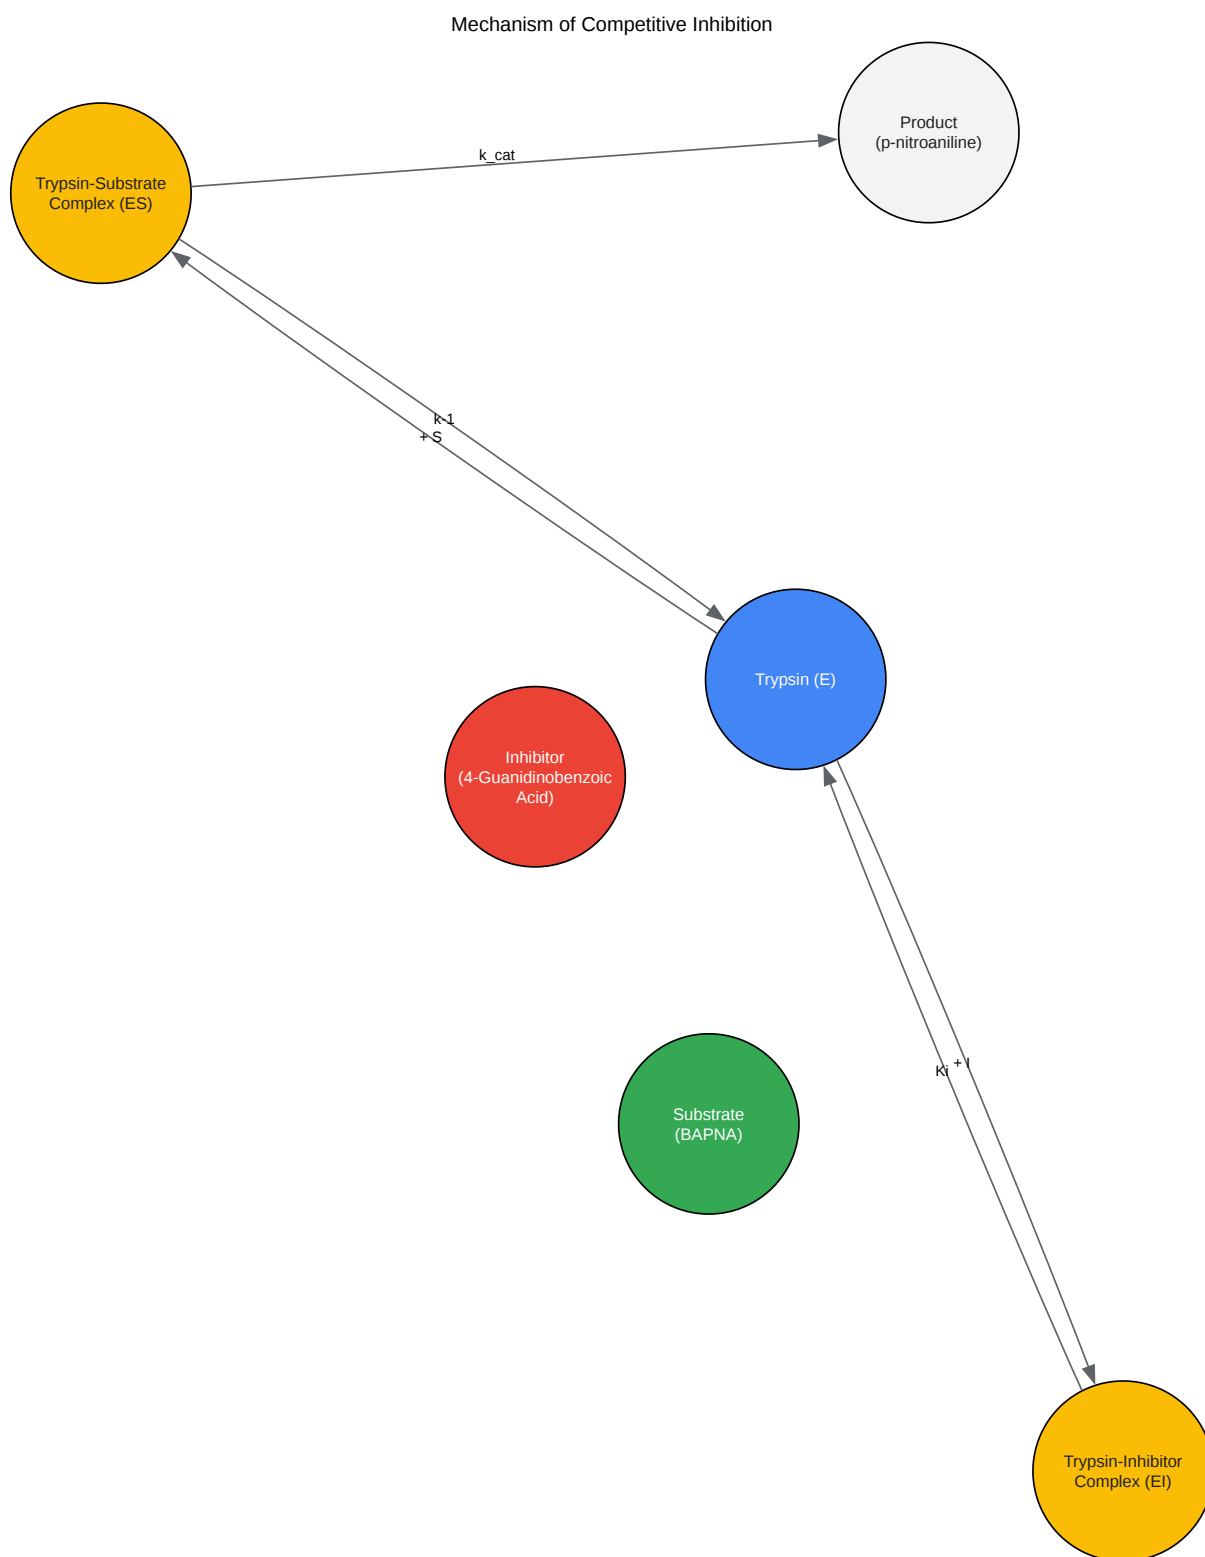 Mechanism of Competitive Inhibition
Product
(p-nitroaniline)
k_cat
Trypsin-Substrate
Complex (ES)
k-1
+ S
Trypsin (E)
Inhibitor
(4-Guanidinobenzoic
Acid)
+ I
Ki
Substrate
(BAPNA)
Trypsin-Inhibitor
Complex (EI)